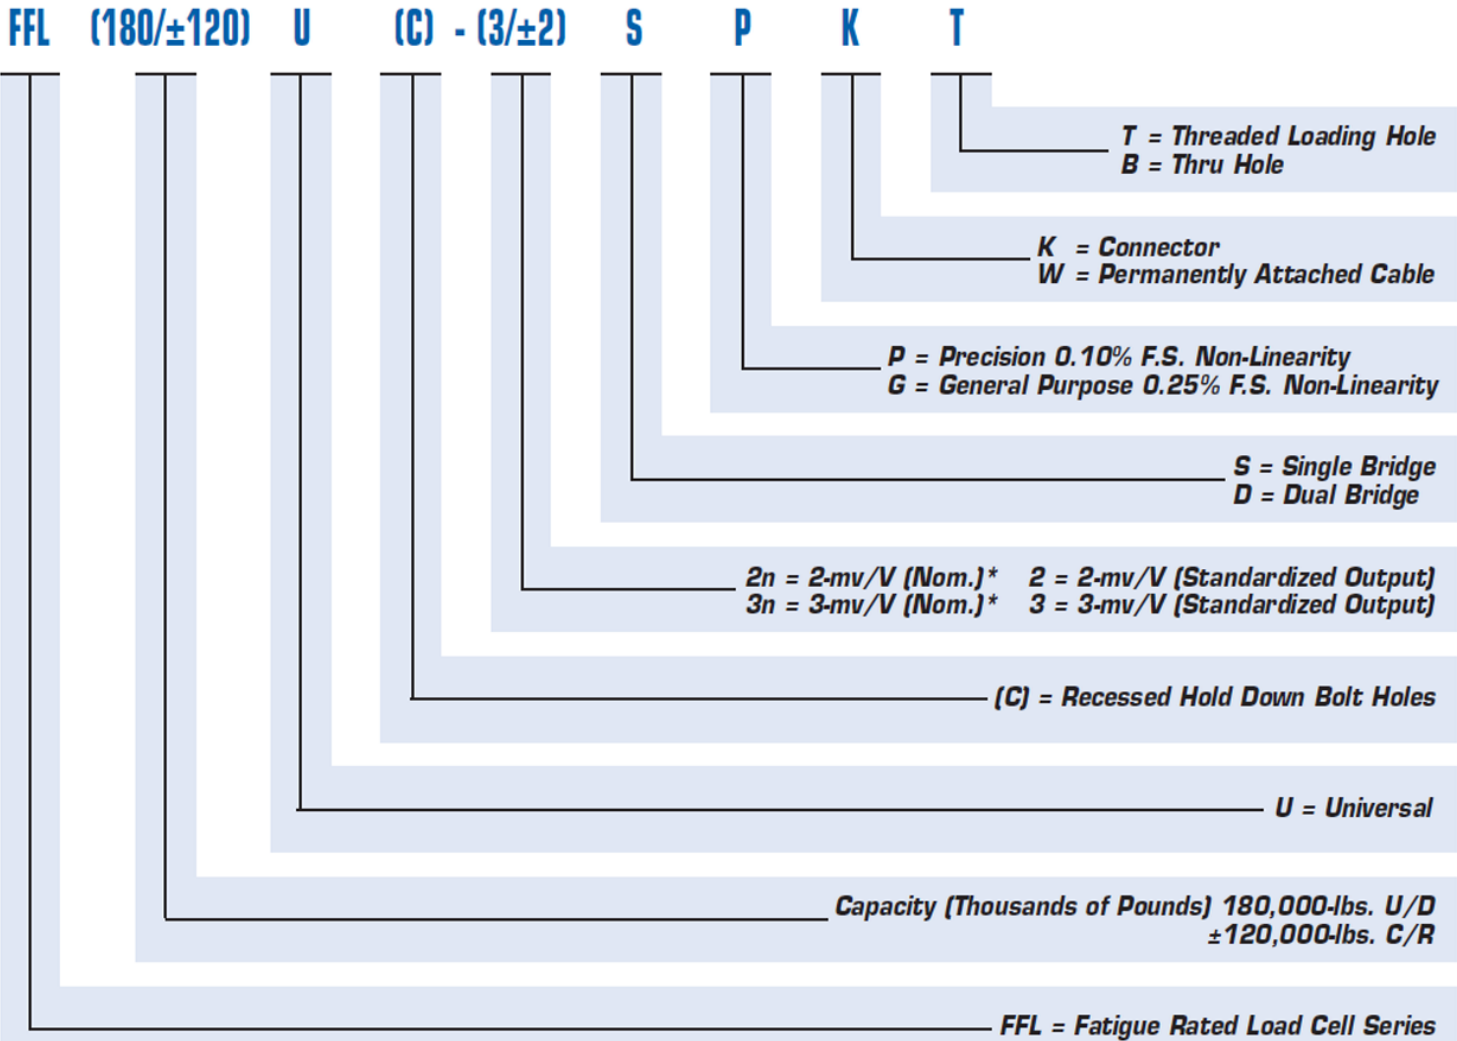 FFL (180/±120) U (C) - (3/±2) S P K T
T = Threaded Loading Hole
B = Thru Hole
K = Connector
W = Permanently Attached Cable
P = Precision 0.10% F.S. Non-Linearity
G = General Purpose 0.25% F.S. Non-Linearity
S = Single Bridge
D = Dual Bridge
2n = 2-mv/V (Nom.)* 2 = 2-mv/V (Standardized Output)
3n = 3-mv/V (Nom.)* 3 = 3-mv/V (Standardized Output)
(C) = Recessed Hold Down Bolt Holes
U = Universal
Capacity (Thousands of Pounds) 180,000-lbs. U/D
±120,000-lbs. C/R
FFL = Fatigue Rated Load Cell Series